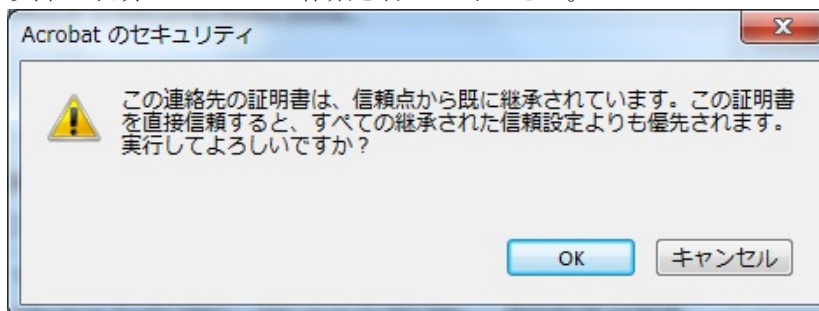 Acrobat のセキュリティ
この連絡先の証明書は、信頼点から既に継承されています。この証明書
を直接信頼すると、すべての継承された信頼設定よりも優先されます。
実行してよろしいですか？
OK
キャンセル